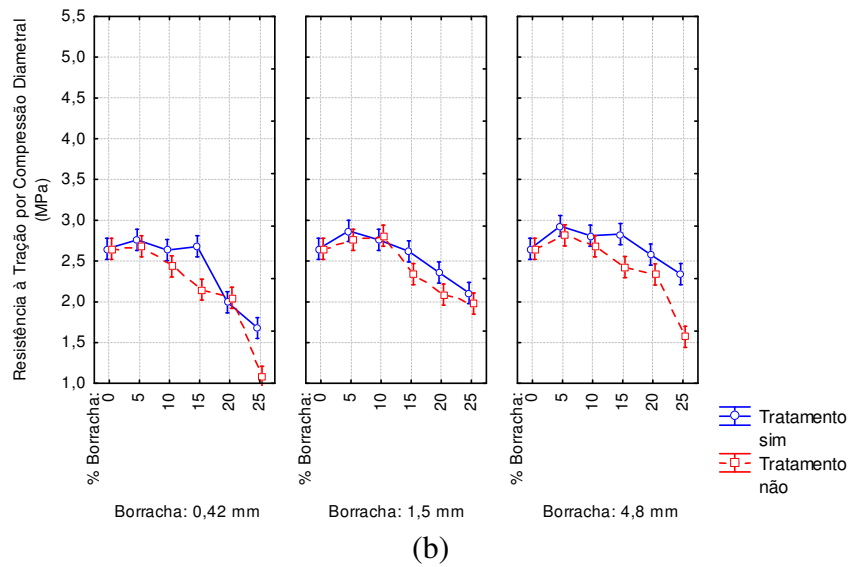 Resistência à Tração por Compressão Diametral
(MPa)
5,5
5,0
4,5
4,0
3,5
3,0
2,5
2,0
1,5
1,0
% Borracha:
0
5
10
15
20
25
% Borracha:
0
5
10
15
20
25
% Borracha:
0
5
10
15
20
25
Borracha: 0,42 mm
Borracha: 1,5 mm
Borracha: 4,8 mm
Tratamento
sim
Tratamento
não
(b)